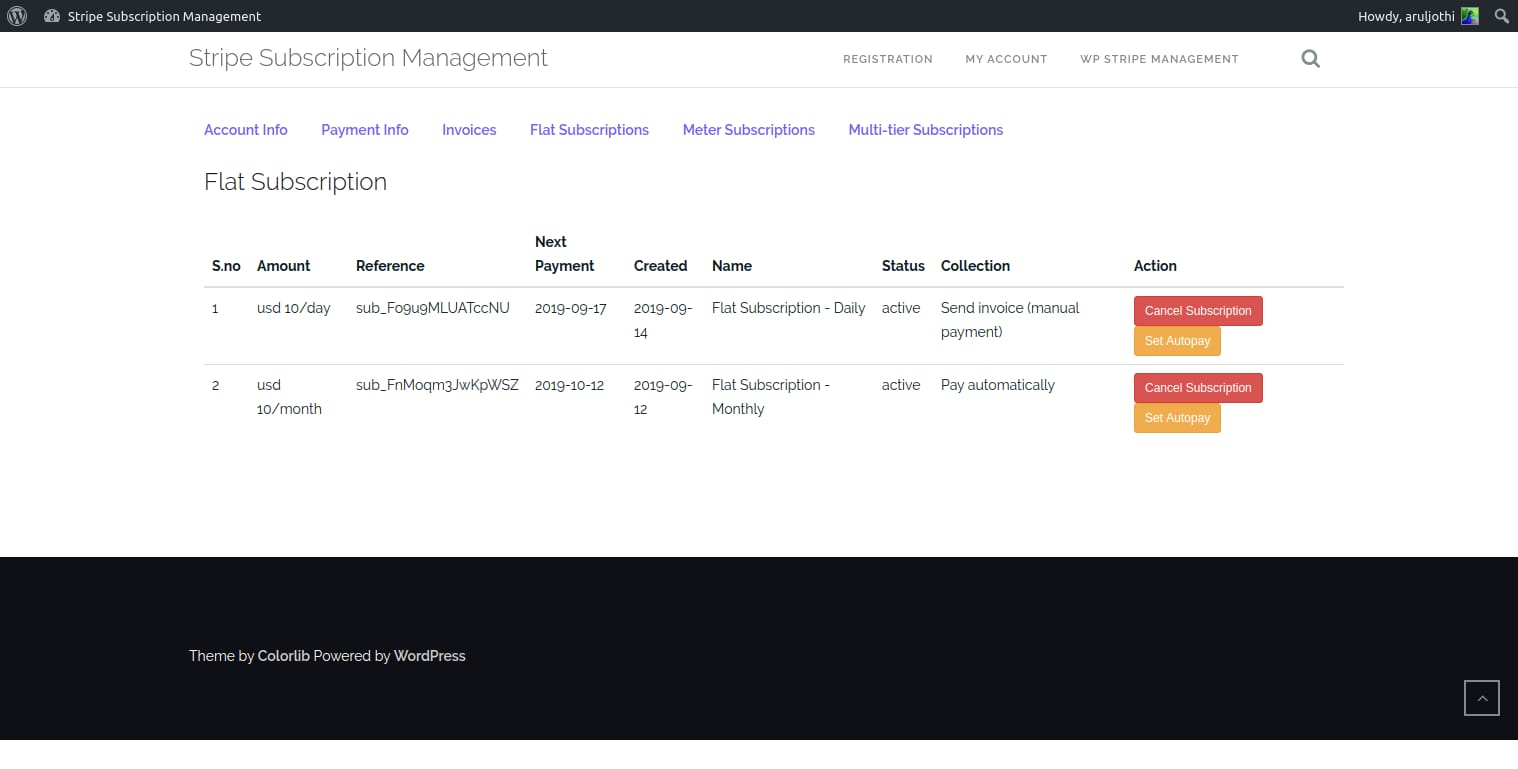 Stripe Subscription Management
Howdy, aruljothi
Stripe Subscription Management
REGISTRATION MY ACCOUNT WP STRIPE MANAGEMENT
Account Info Payment Info Invoices Flat Subscriptions Meter Subscriptions Multi-tier Subscriptions
Flat Subscription
Next
S.no Amount Reference Payment Created Name Status Collection Action
1 usd 10/day sub_Fo9u9MLUATccNU 2019-09-17 2019-09- Flat Subscription - Daily active Send invoice (manual Cancel Subscription
14 payment)
Set Autopay
2 usd sub_FnMoqm3JwKpWSZ 2019-10-12 2019-09- Flat Subscription - active Pay automatically Cancel Subscription
10/month 12 Monthly
Set Autopay
Theme by Colorlib Powered by WordPress